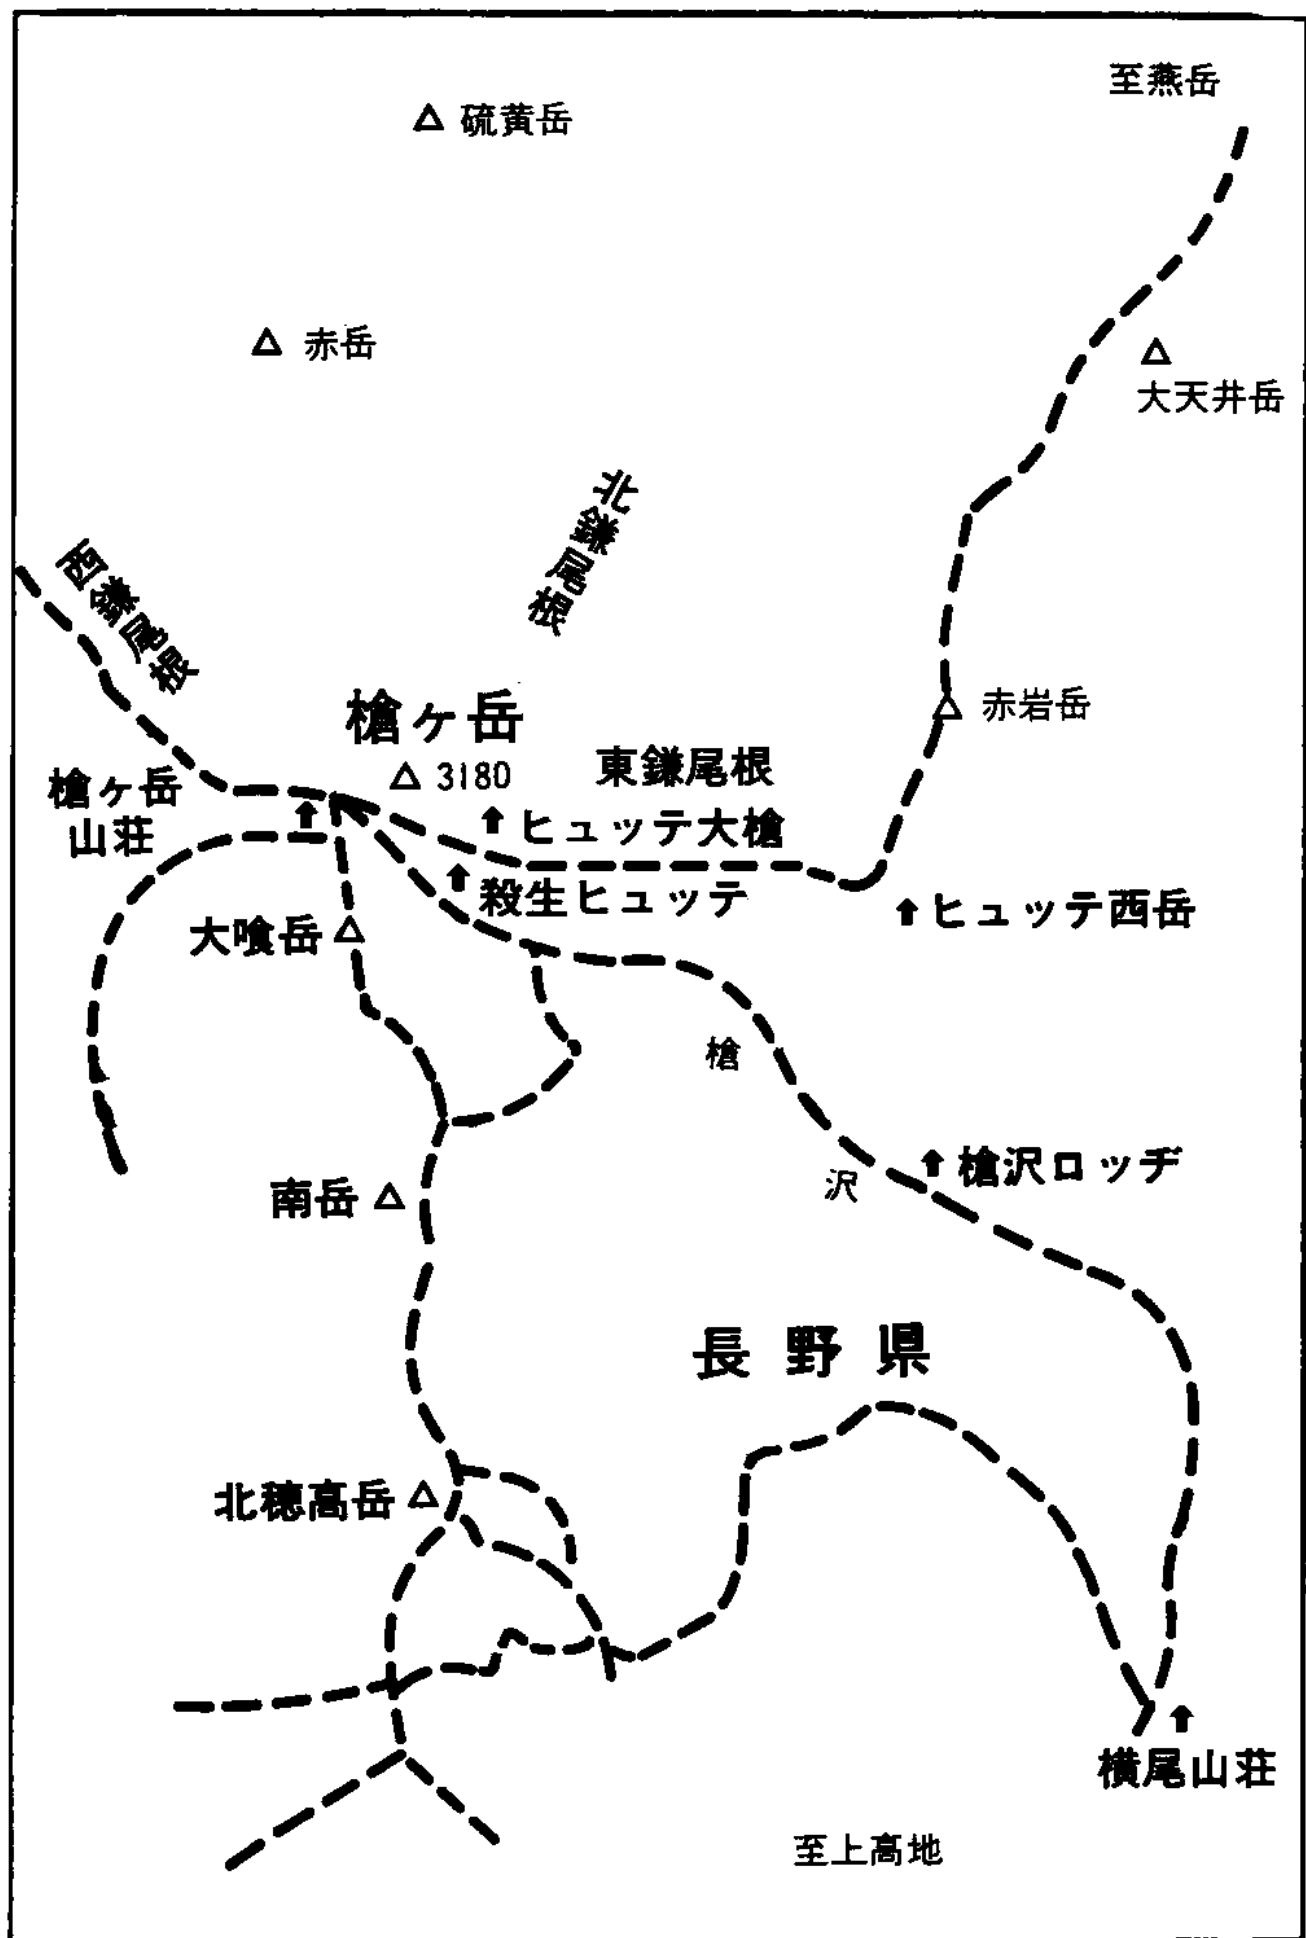 至燕岳
硫黄岳
赤岳
大天井岳
北鎌尾根
西鎌尾根
槍ヶ岳
3180
赤岩岳
東鎌尾根
槍ヶ岳
山荘
ヒュッテ大槍
殺生ヒュッテ
ヒュッテ西岳
大喰岳
槍
沢
槍沢ロッヂ
南岳
長野県
北穂高岳
横尾山荘
至上高地